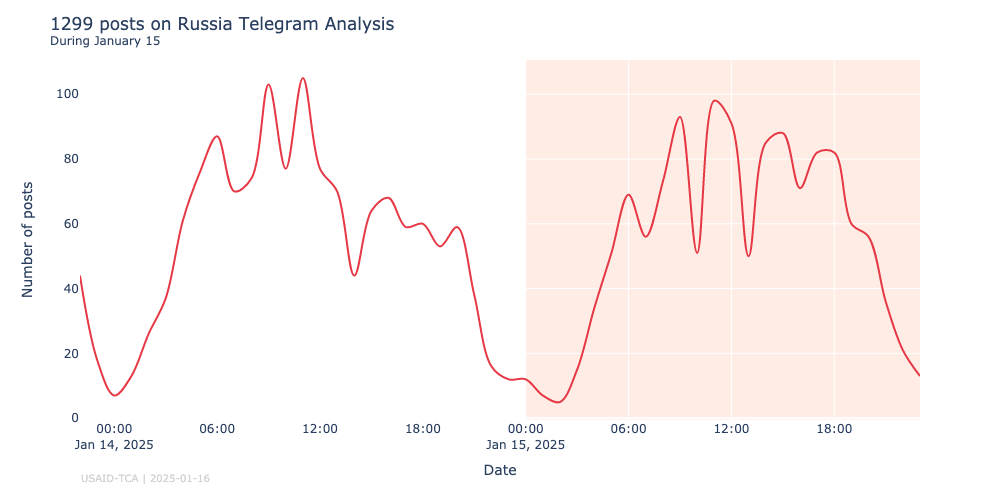 1299 posts on Russia Telegram Analysis
During January 15
Number of posts
100
80
60
40
20
0
00:00 06:00 12:00 18:00 00:00 06:00 12:00 18:00
Jan 14, 2025 Jan 15, 2025
Date
USAID-TCA | 2025-01-16